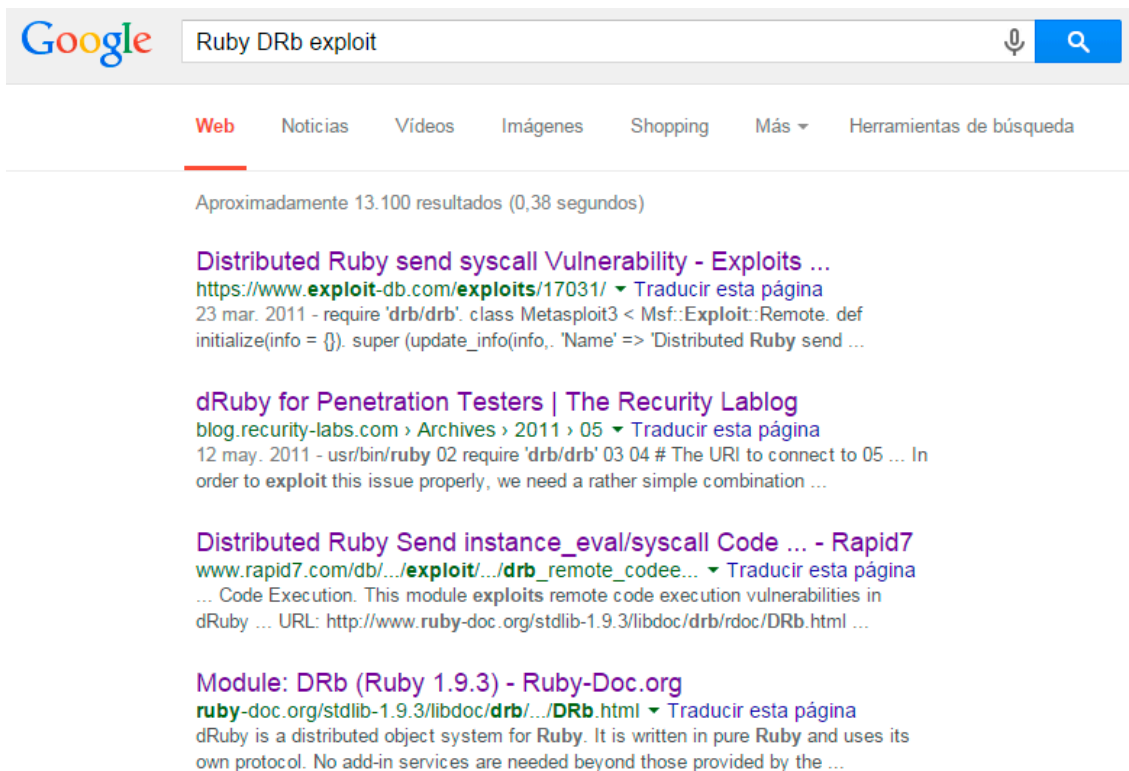 Google
Ruby DRb exploit
Web Noticias Vídeos Imágenes Shopping Más Herramientas de búsqueda
Aproximadamente 13.100 resultados (0,38 segundos)
Distributed Ruby send syscall Vulnerability - Exploits ...
https://www.exploit-db.com/exploits/17031/ Traducir esta página
23 mar. 2011 - require 'drb/drb'. class Metasploit3 < Msf::Exploit::Remote. def
initialize(info = {}). super (update_info(info,. 'Name' => 'Distributed Ruby send ...
dRuby for Penetration Testers | The Recurity Lablog
blog.recurity-labs.com › Archives › 2011 › 05 Traducir esta página
12 may. 2011 - usr/bin/ruby 02 require 'drb/drb' 03 04 # The URI to connect to 05 ... In
order to exploit this issue properly, we need a rather simple combination ...
Distributed Ruby Send instance_eval/syscall Code ... - Rapid7
www.rapid7.com/db/.../exploit/.../drb_remote_codee... Traducir esta página
... Code Execution. This module exploits remote code execution vulnerabilities in
dRuby ... URL: http://www.ruby-doc.org/stdlib-1.9.3/libdoc/drb/rdoc/DRb.html ...
Module: DRb (Ruby 1.9.3) - Ruby-Doc.org
ruby-doc.org/stdlib-1.9.3/libdoc/drb/.../DRb.html Traducir esta página
dRuby is a distributed object system for Ruby. It is written in pure Ruby and uses its
own protocol. No add-in services are needed beyond those provided by the ...